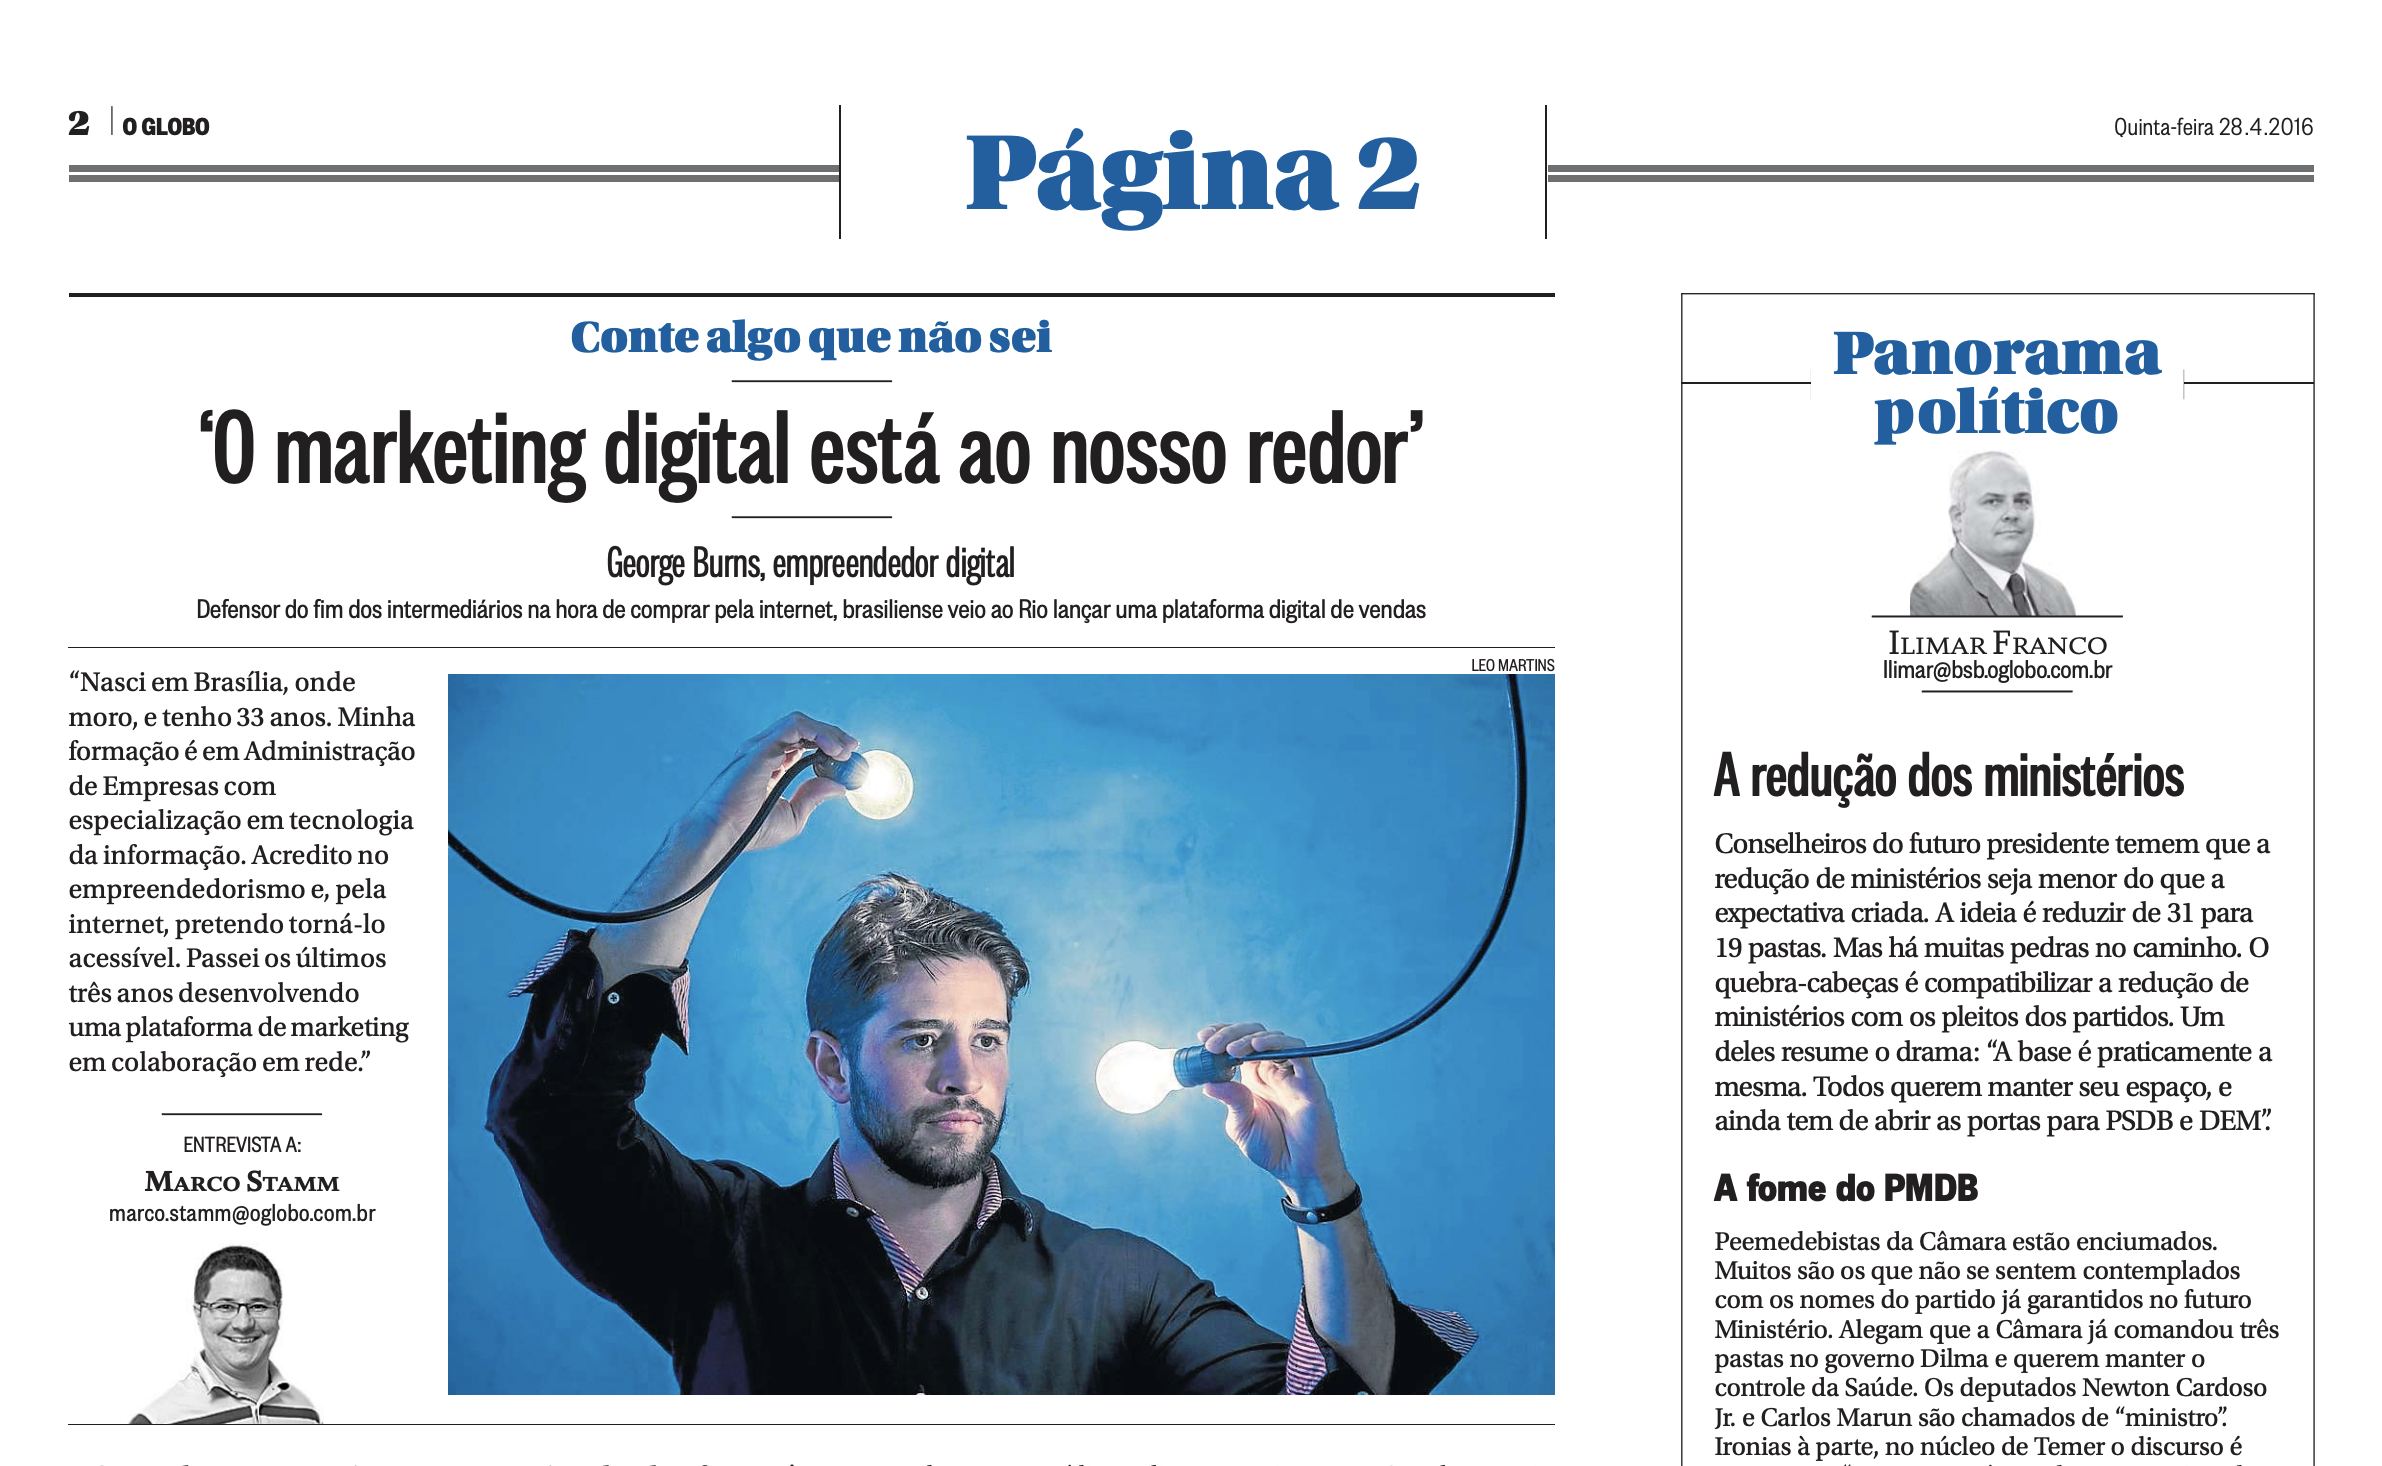 2 | O GLOBO
Página 2
Quinta-feira 28.4.2016
Conte algo que não sei
‘O marketing digital está ao nosso redor’
George Burns, empreendedor digital
Defensor do fim dos intermediários na hora de comprar pela internet, brasiliense veio ao Rio lançar uma plataforma digital de vendas
LEO MARTINS
“Nasci em Brasília, onde
moro, e tenho 33 anos. Minha
formação é em Administração
de Empresas com
especialização em tecnologia
da informação. Acredito no
empreendedorismo e, pela
internet, pretendo torná-lo
acessível. Passei os últimos
três anos desenvolvendo
uma plataforma de marketing
em colaboração em rede.”
ENTREVISTA A:
MARCO STAMM
marco.stamm@oglobo.com.br
Panorama
político
ILIMAR FRANCO
Ilimar@bsb.oglobo.com.br
A redução dos ministérios
Conselheiros do futuro presidente temem que a
redução de ministérios seja menor do que a
expectativa criada. A ideia é reduzir de 31 para
19 pastas. Mas há muitas pedras no caminho. O
quebra-cabeças é compatibilizar a redução de
ministérios com os pleitos dos partidos. Um
deles resume o drama: “A base é praticamente a
mesma. Todos querem manter seu espaço, e
ainda tem de abrir as portas para PSDB e DEM”.
A fome do PMDB
Peemedebistas da Câmara estão enciumados.
Muitos são os que não se sentem contemplados
com os nomes do partido já garantidos no futuro
Ministério. Alegam que a Câmara já comandou três
pastas no governo Dilma e querem manter o
controle da Saúde. Os deputados Newton Cardoso
Jr. e Carlos Marun são chamados de “ministro”.
Ironias à parte, no núcleo de Temer o discurso é